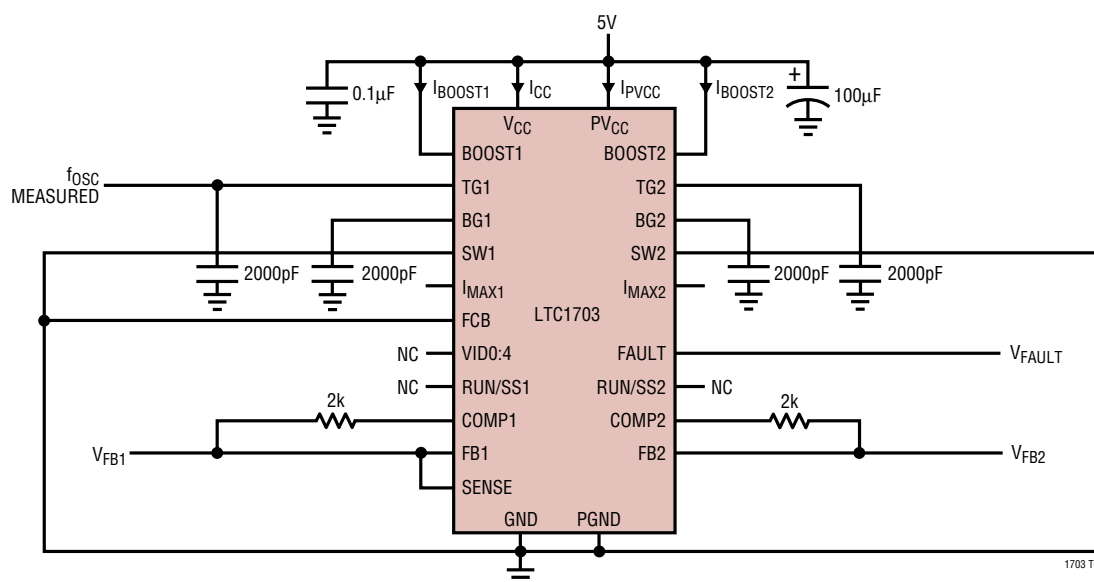 5V
0.1µF
IBOOST1
ICC
IPVCC
IBOOST2
+
100µF
VCC
PVCC
BOOST1
BOOST2
fOSC
MEASURED
TG1
TG2
BG1
BG2
SW1
SW2
2000pF
2000pF
2000pF
2000pF
IMAX1
IMAX2
LTC1703
FCB
NC
VID0:4
FAULT
VFAULT
NC
RUN/SS1
RUN/SS2
NC
2k
COMP1
COMP2
2k
VFB1
FB1
FB2
VFB2
SENSE
GND
PGND
1703 T